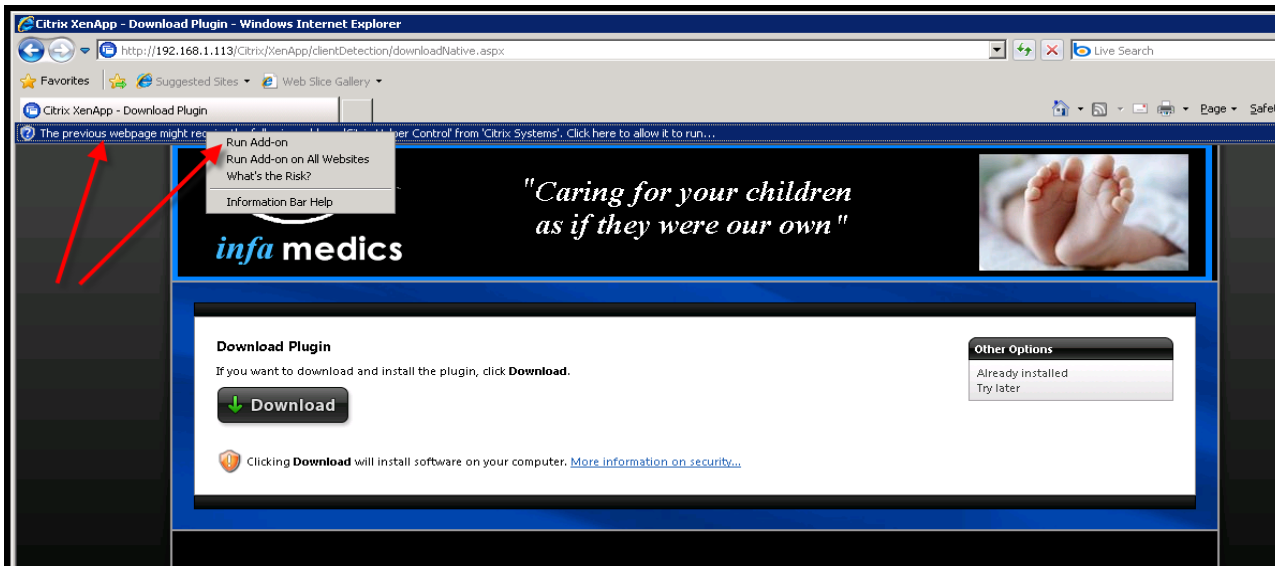 Citrix XenApp - Download Plugin - Windows Internet Explorer
http://192.168.1.113/Citrix/XenApp/clientDetection/downloadNative.aspx
Live Search
Favorites
Suggested Sites
Web Slice Gallery
Citrix XenApp - Download Plugin
Page
The previous webpage might from 'Citrix Systems'. Click here to allow it to run...
Run Add-on
Run Add-on on All Websites
What's the Risk?
Information Bar Help
infa medics
"Caring for your children
as if they were our own"
Download Plugin
If you want to download and install the plugin, click Download.
Download
Clicking Download will install software on your computer. More information on security...
Other Options
Already installed
Try later